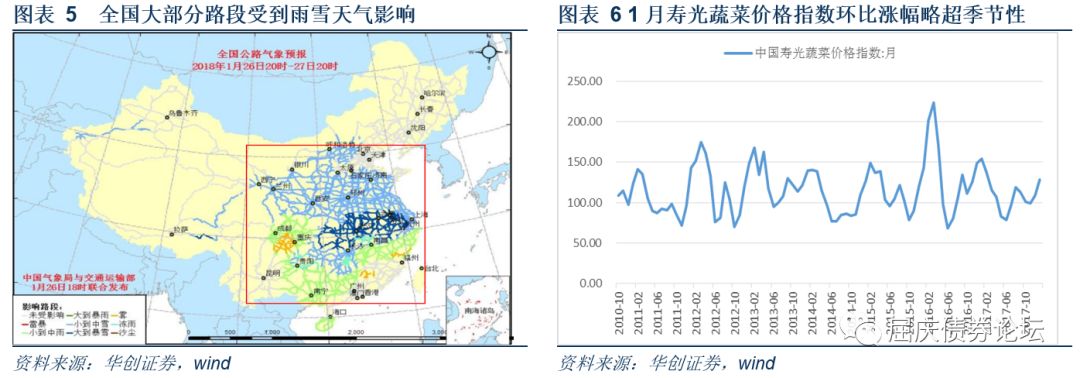 图表 5 全国大部分路段受到雨雪天气影响
全国公路气象预报
2018年1月26日20时-27日20时
哈尔滨
长春
沈阳
乌鲁木齐
呼和浩特
北京
天津
银川
太原
石家庄
济南
西宁
兰州
郑州
西安
上海
杭州
拉萨
成都
重庆
南昌
长沙
贵阳
福州
昆明
台北
广州
南宁
澳门
香港
海口
中国气象局与交通运输部
1月26日18时联合发布
影响路段：
未受影响 大到暴雨 雾
雷暴 小到中雪 冻雨
小到中雨 大到暴雪 沙尘
南海诸岛
资料来源：华创证券，wind
图表 6 1 月寿光蔬菜价格指数环比涨幅略超季节性
中国寿光蔬菜价格指数:月
250.00
200.00
150.00
100.00
50.00
0.00
2010-10
2011-02
2011-06
2011-10
2012-02
2012-06
2012-10
2013-02
2013-06
2013-10
2014-02
2014-06
2014-10
2015-02
2015-06
2015-10
2016-02
2016-06
2016-10
2017-02
2017-06
2017-10
屈庆债券论坛
资料来源：华创证券，wind